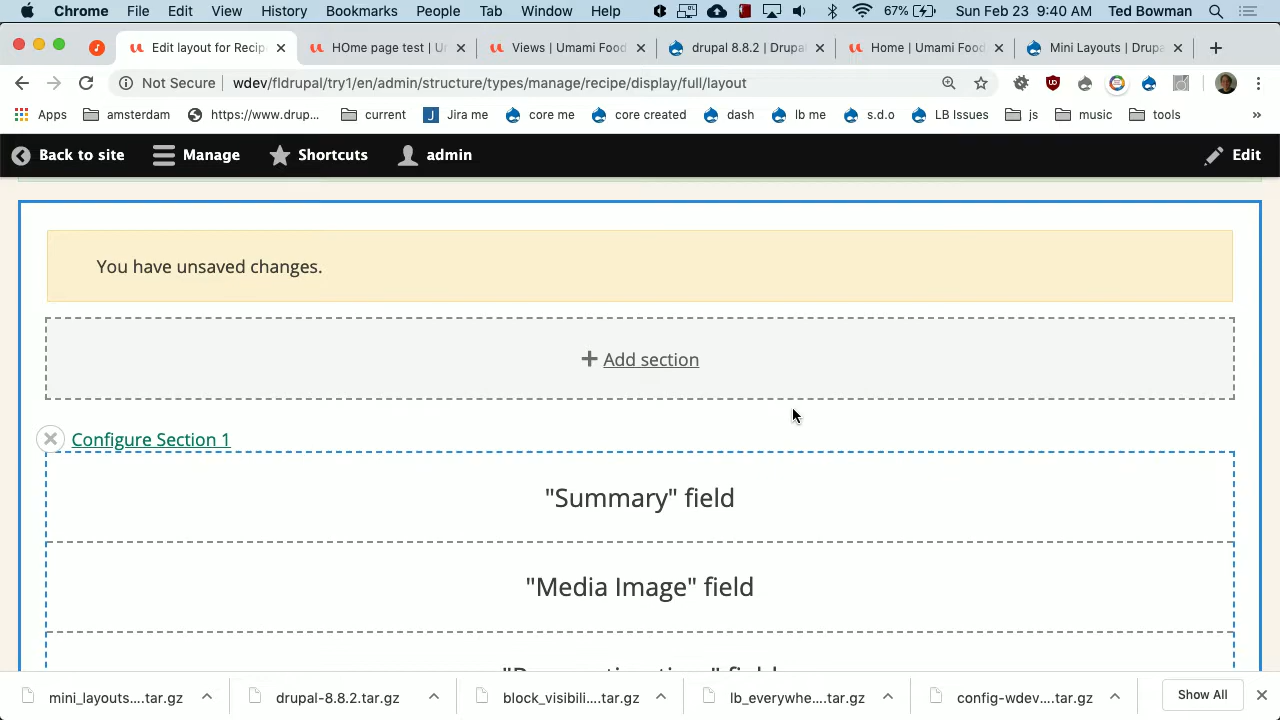 Chrome File Edit View History Bookmarks People Tab Window Help 67% Sun Feb 23 9:40 AM Ted Bowman
Edit layout for Recip HOme page test | U Views | Umami Food drupal 8.8.2 | Drupal Home | Umami Food Mini Layouts | Drupa
Not Secure wdev/fldrupal/try1/en/admin/structure/types/manage/recipe/display/full/layout
Apps amsterdam https://www.drup... current Jira me core me core created dash lb me s.d.o LB Issues js music tools »
Back to site Manage Shortcuts admin Edit
You have unsaved changes.
+ Add section
Configure Section 1
"Summary" field
"Media Image" field
mini_layouts....tar.gz drupal-8.8.2.tar.gz block_visibili....tar.gz lb_everywhe....tar.gz config-wdev....tar.gz Show All